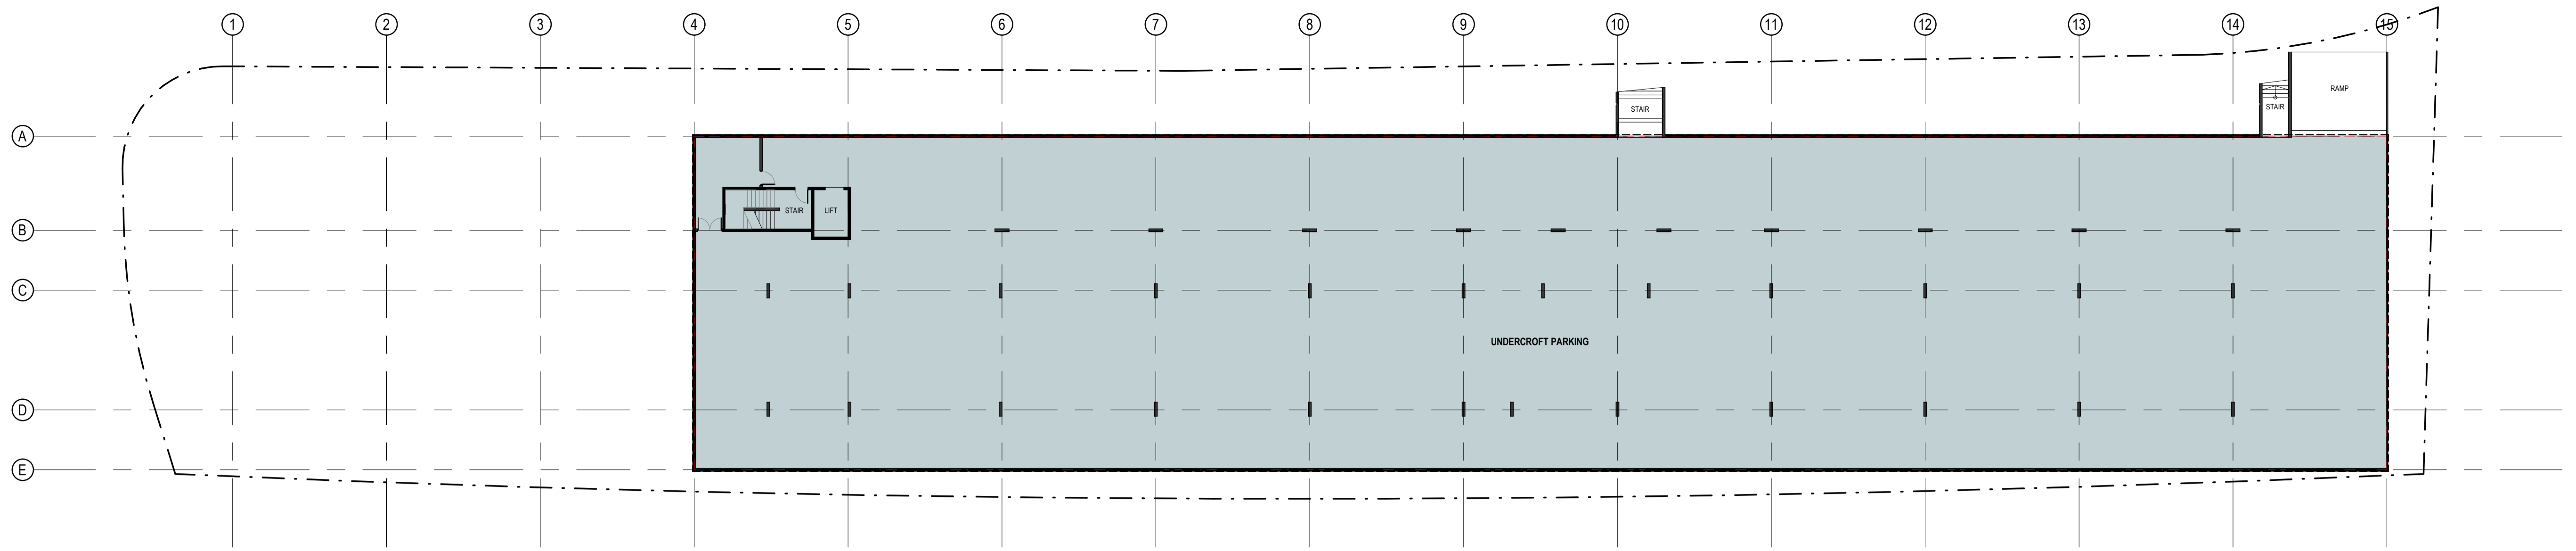 1 2 3 4 5 6 7 8 9 10 11 12 13 14 15
RAMP
STAIR
STAIR
A
STAIR
LIFT
B
C
UNDERCROFT PARKING
D
E